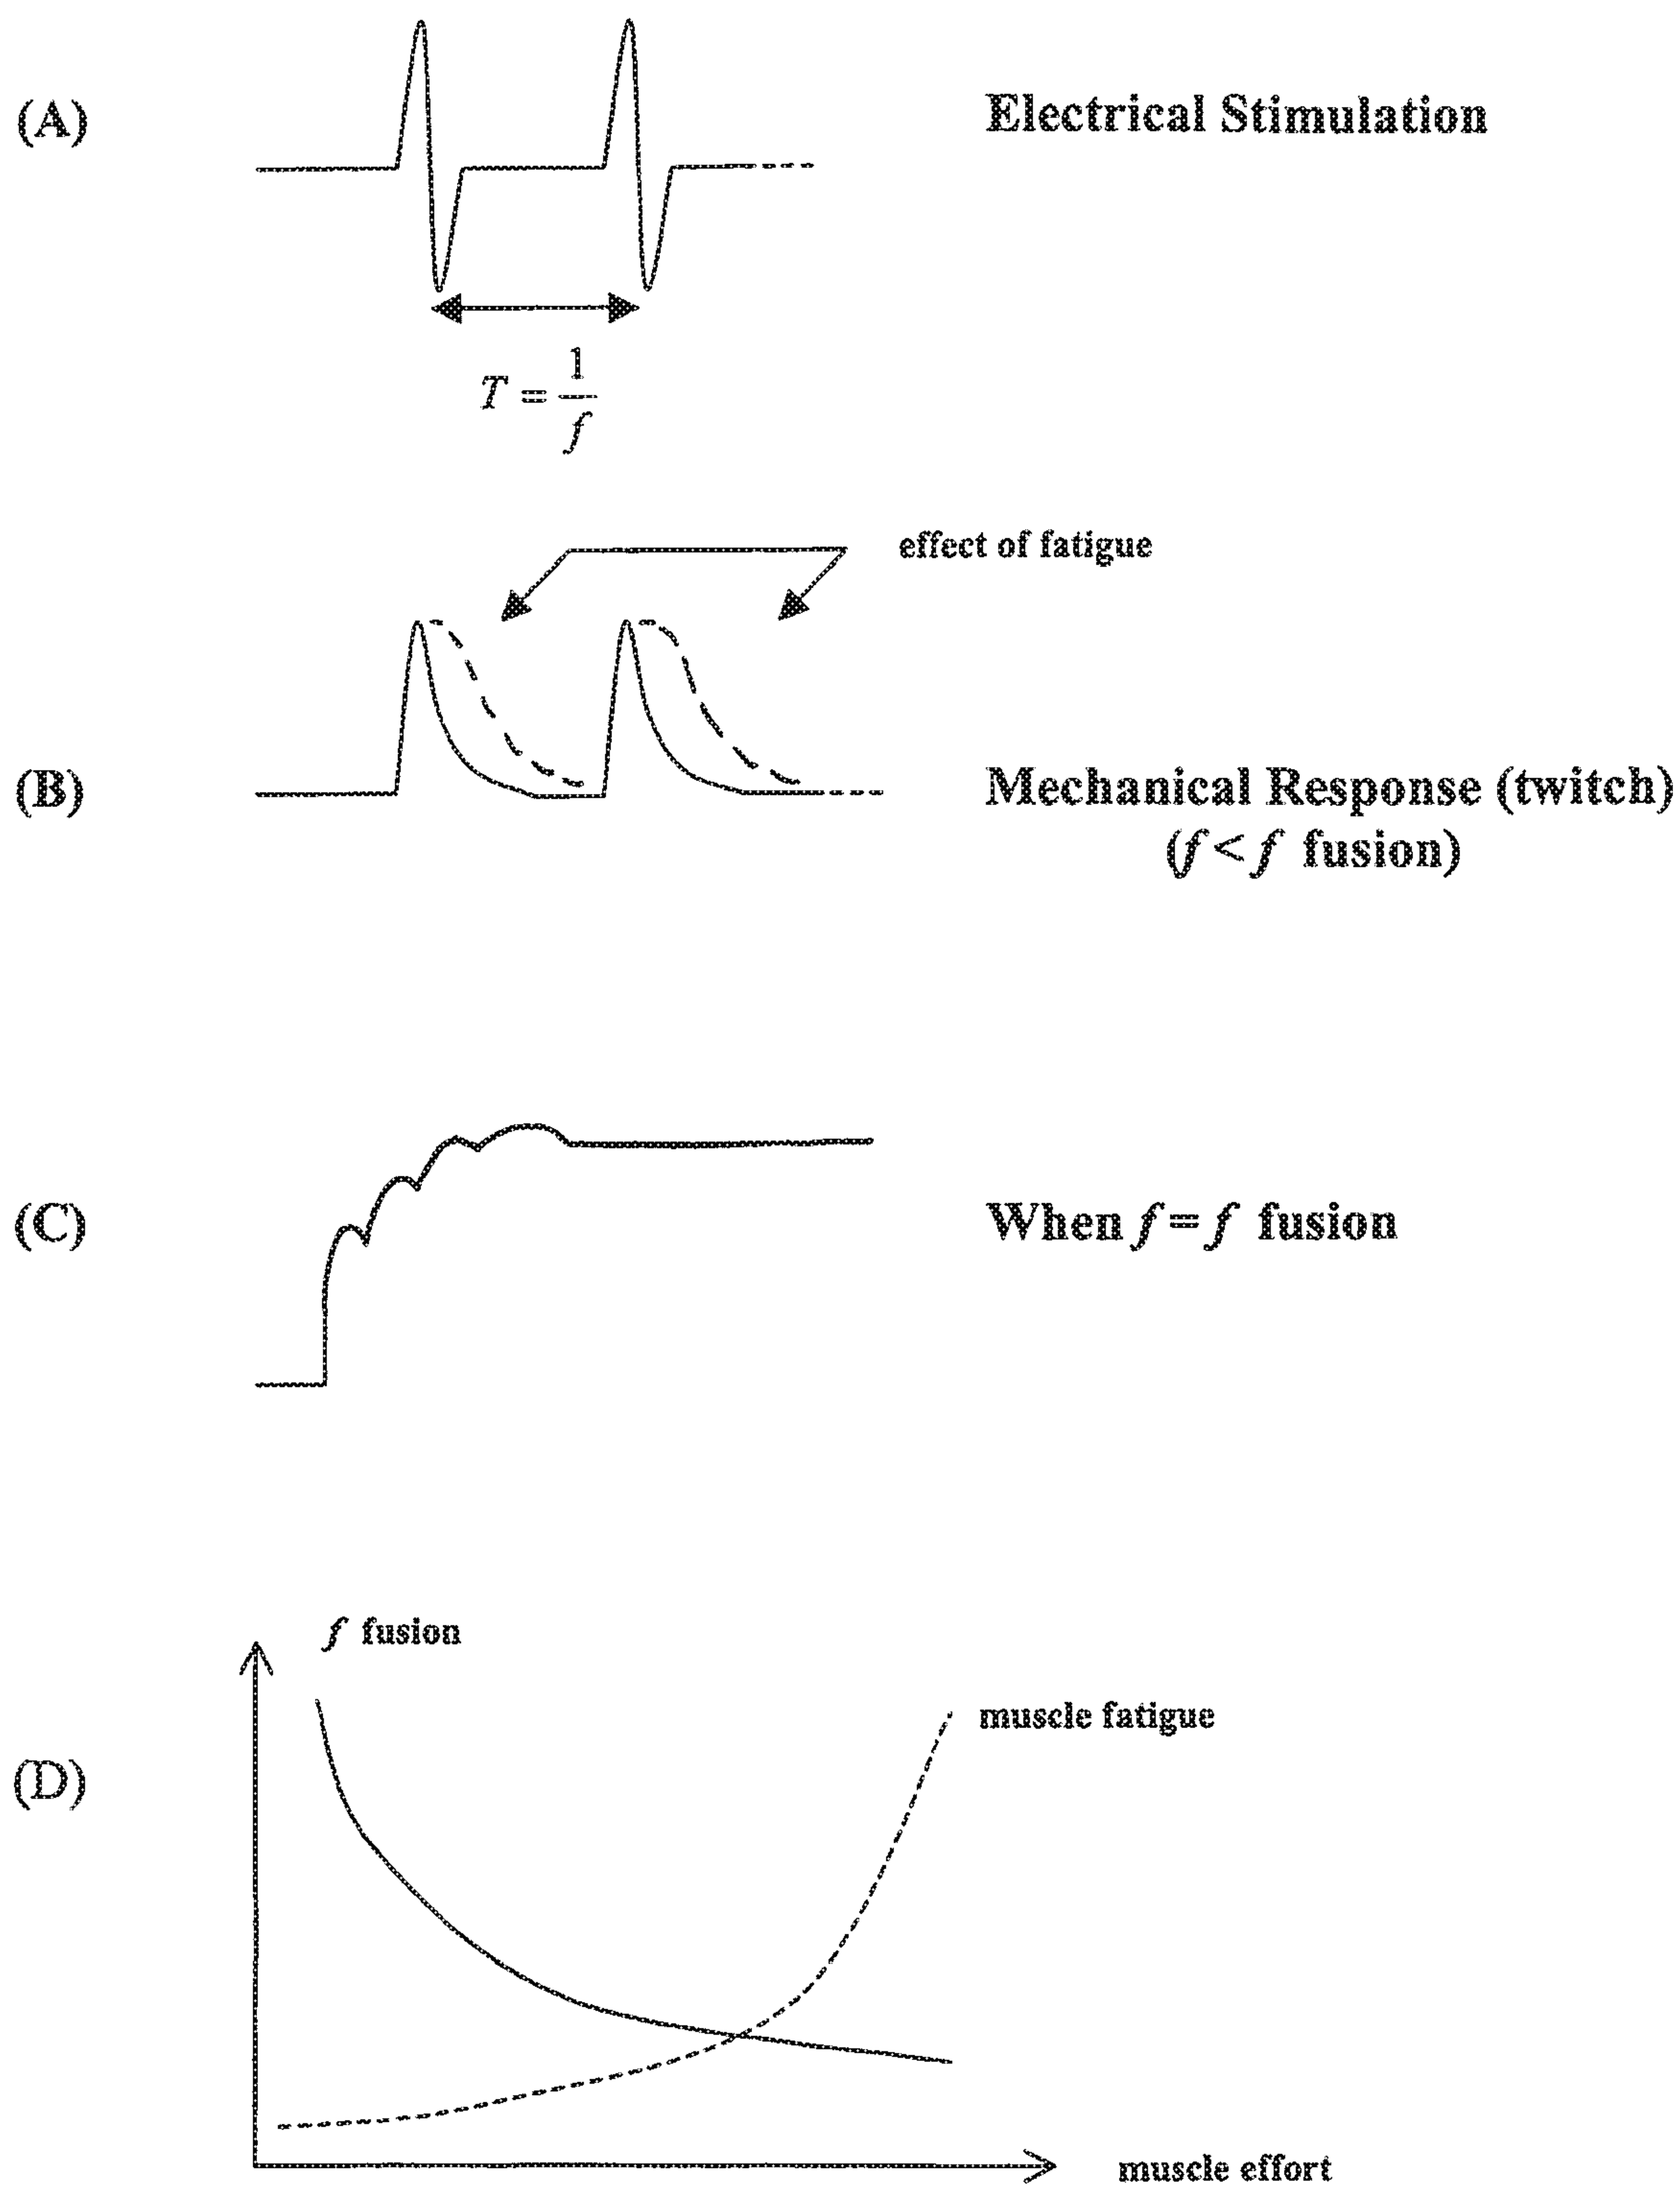 (A)
Electrical Stimulation
T = 1/f
effect of fatigue
(B)
Mechanical Response (twitch)
(f < f fusion)
(C)
When f = f fusion
f fusion
muscle fatigue
(D)
muscle effort